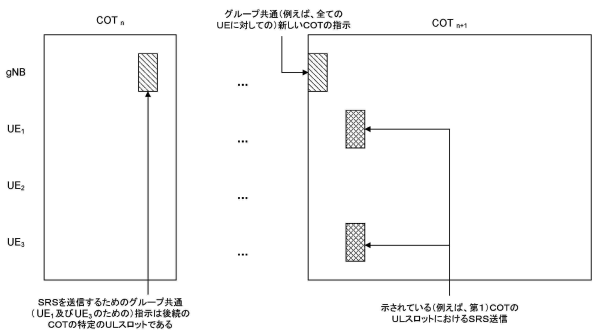 グループ共通(例えば、全ての
UEに対しての)新しいCOTの指示
COT n
COT n+1
gNB
...
UE1
...
UE2
...
UE3
...
SRSを送信するためのグループ共通
(UE1及びUE3のための)指示は後続の
COTの特定のULスロットである
示されている(例えば、第1)COTの
ULスロットにおけるSRS送信